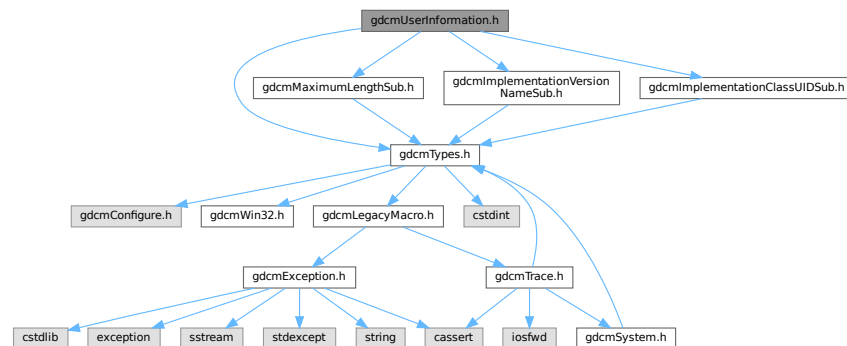 gdcmUserInformation.h
gdcmMaximumLengthSub.h
gdcmImplementationVersion
NameSub.h
gdcmImplementationClassUIDSub.h
gdcmTypes.h
gdcmConfigure.h
gdcmWin32.h
gdcmLegacyMacro.h
cstdint
gdcmException.h
gdcmTrace.h
cstdlib
exception
sstream
stdexcept
string
cassert
iosfwd
gdcmSystem.h